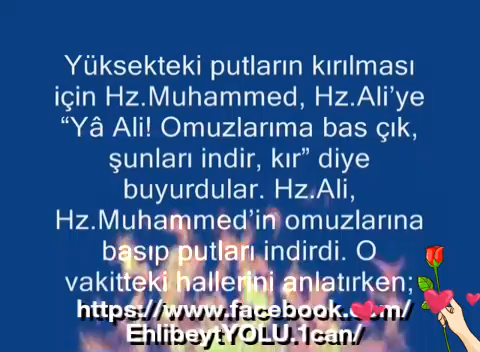 Yüksekteki putların kırılması
için Hz.Muhammed, Hz.Ali’ye
“Yâ Ali! Omuzlarıma bas çık,
şunları indir, kır” diye
buyurdular. Hz.Ali,
Hz.Muhammed’in omuzlarına
basıp putları indirdi. O
vakitteki hallerini anlatırken;
https://www.facebook.com/
EhlibeytYOLU.1can/